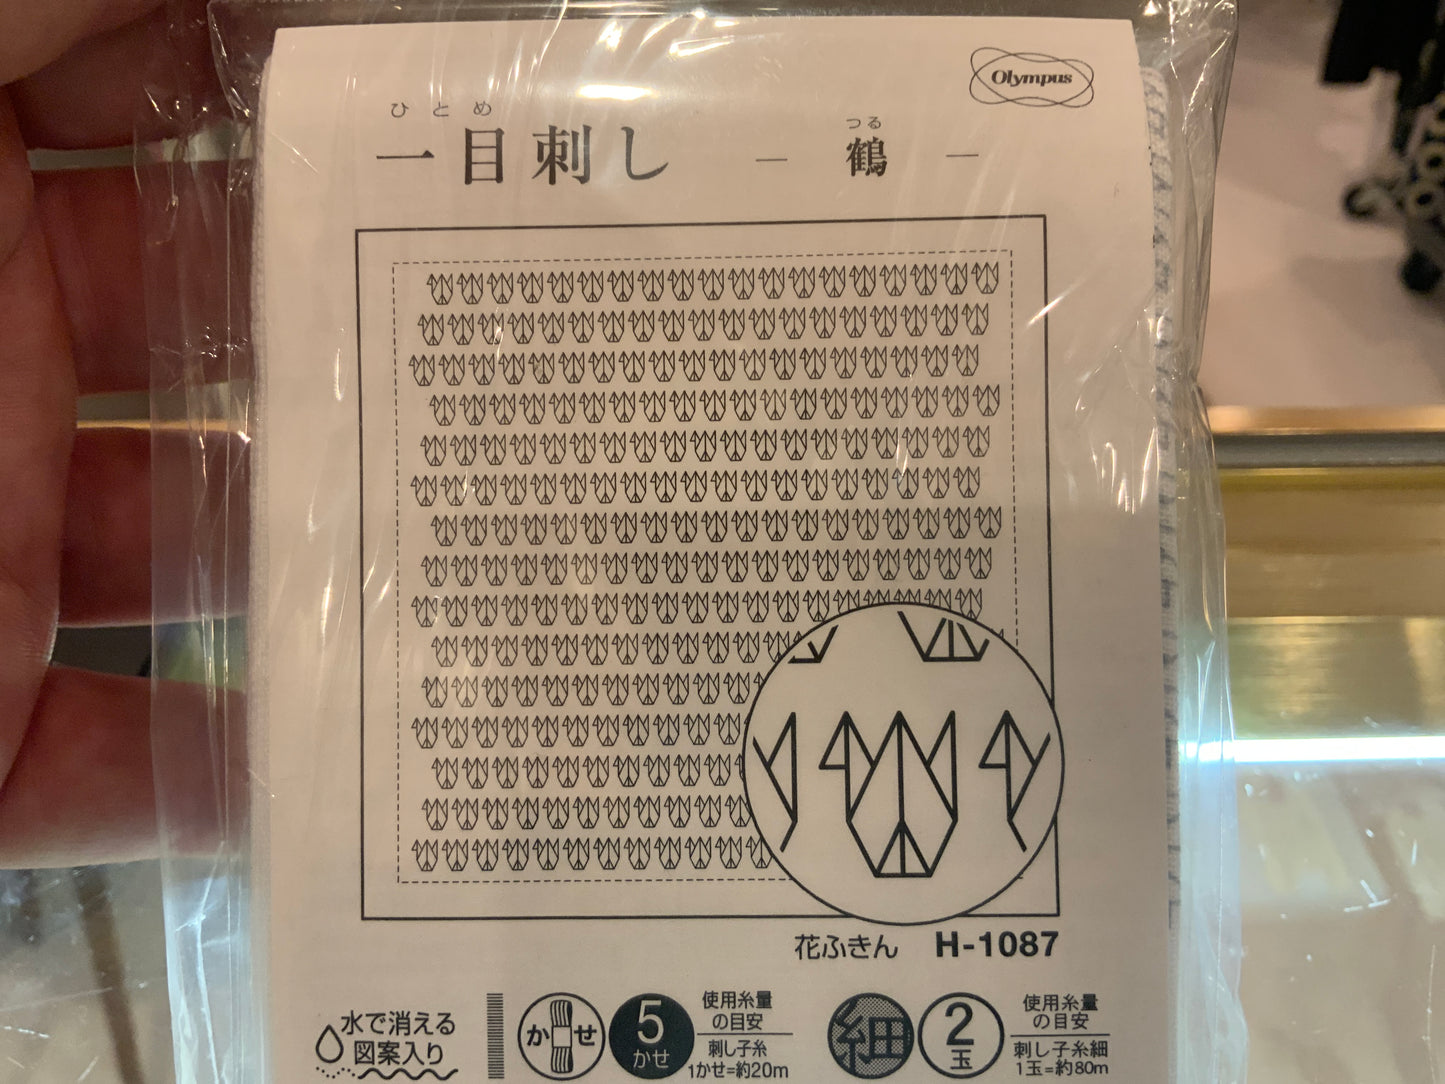 Olympus
ひとめ
一目刺し
つる
— 鶴 —
花ふきん H-1087
水で消える
図案入り
かせ
5
かせ
使用糸量
の目安
刺し子糸
1かせ=約20m
細
2
玉
使用糸量
の目安
刺し子糸細
1玉=約80m